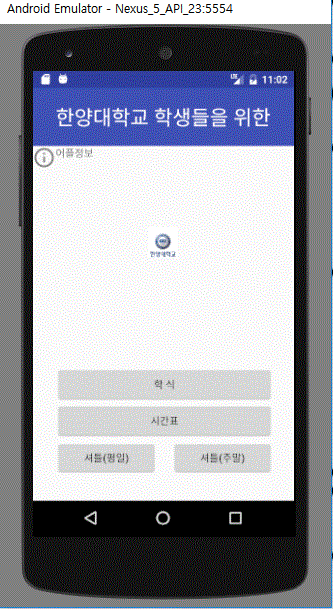 Android Emulator - Nexus_5_API_23:5554
LTE 11:02
한양대학교 학생들을 위한
어플정보
한양대학교
학 식
시간표
셔틀(평일) 셔틀(주말)